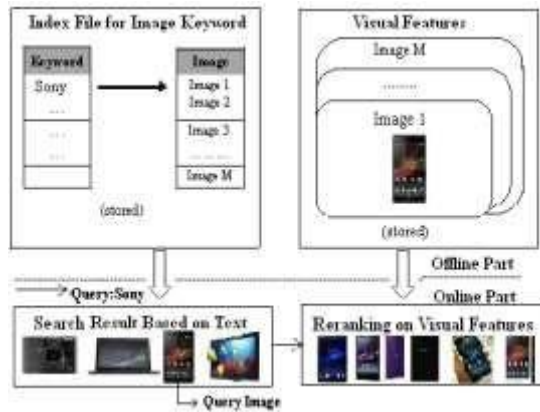 Index File for Image Keyword
Keyword
Sony
...
...
...
Image
Image 1
Image 2
Image 3
... ...
Image M
(stored)
Visual Features
Image M
........
Image 1
(stored)
Offline Part
Query:Sony
Online Part
Search Result Based on Text
Reranking on Visual Features
Query Image